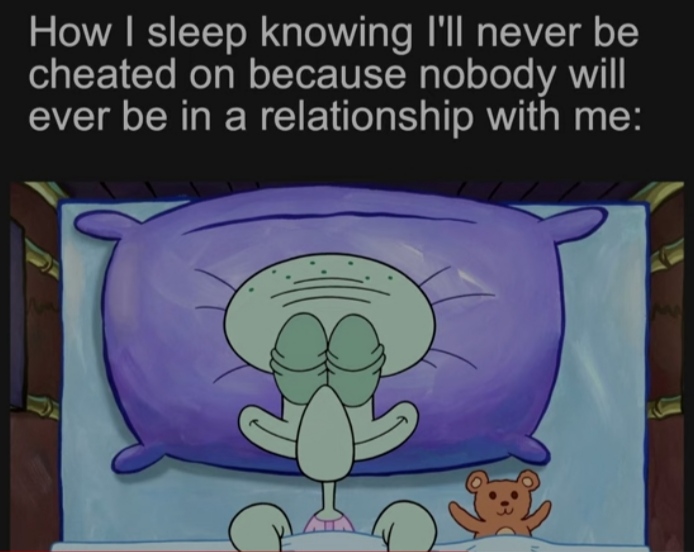 How I sleep knowing I'll never be
cheated on because nobody will
ever be in a relationship with me: